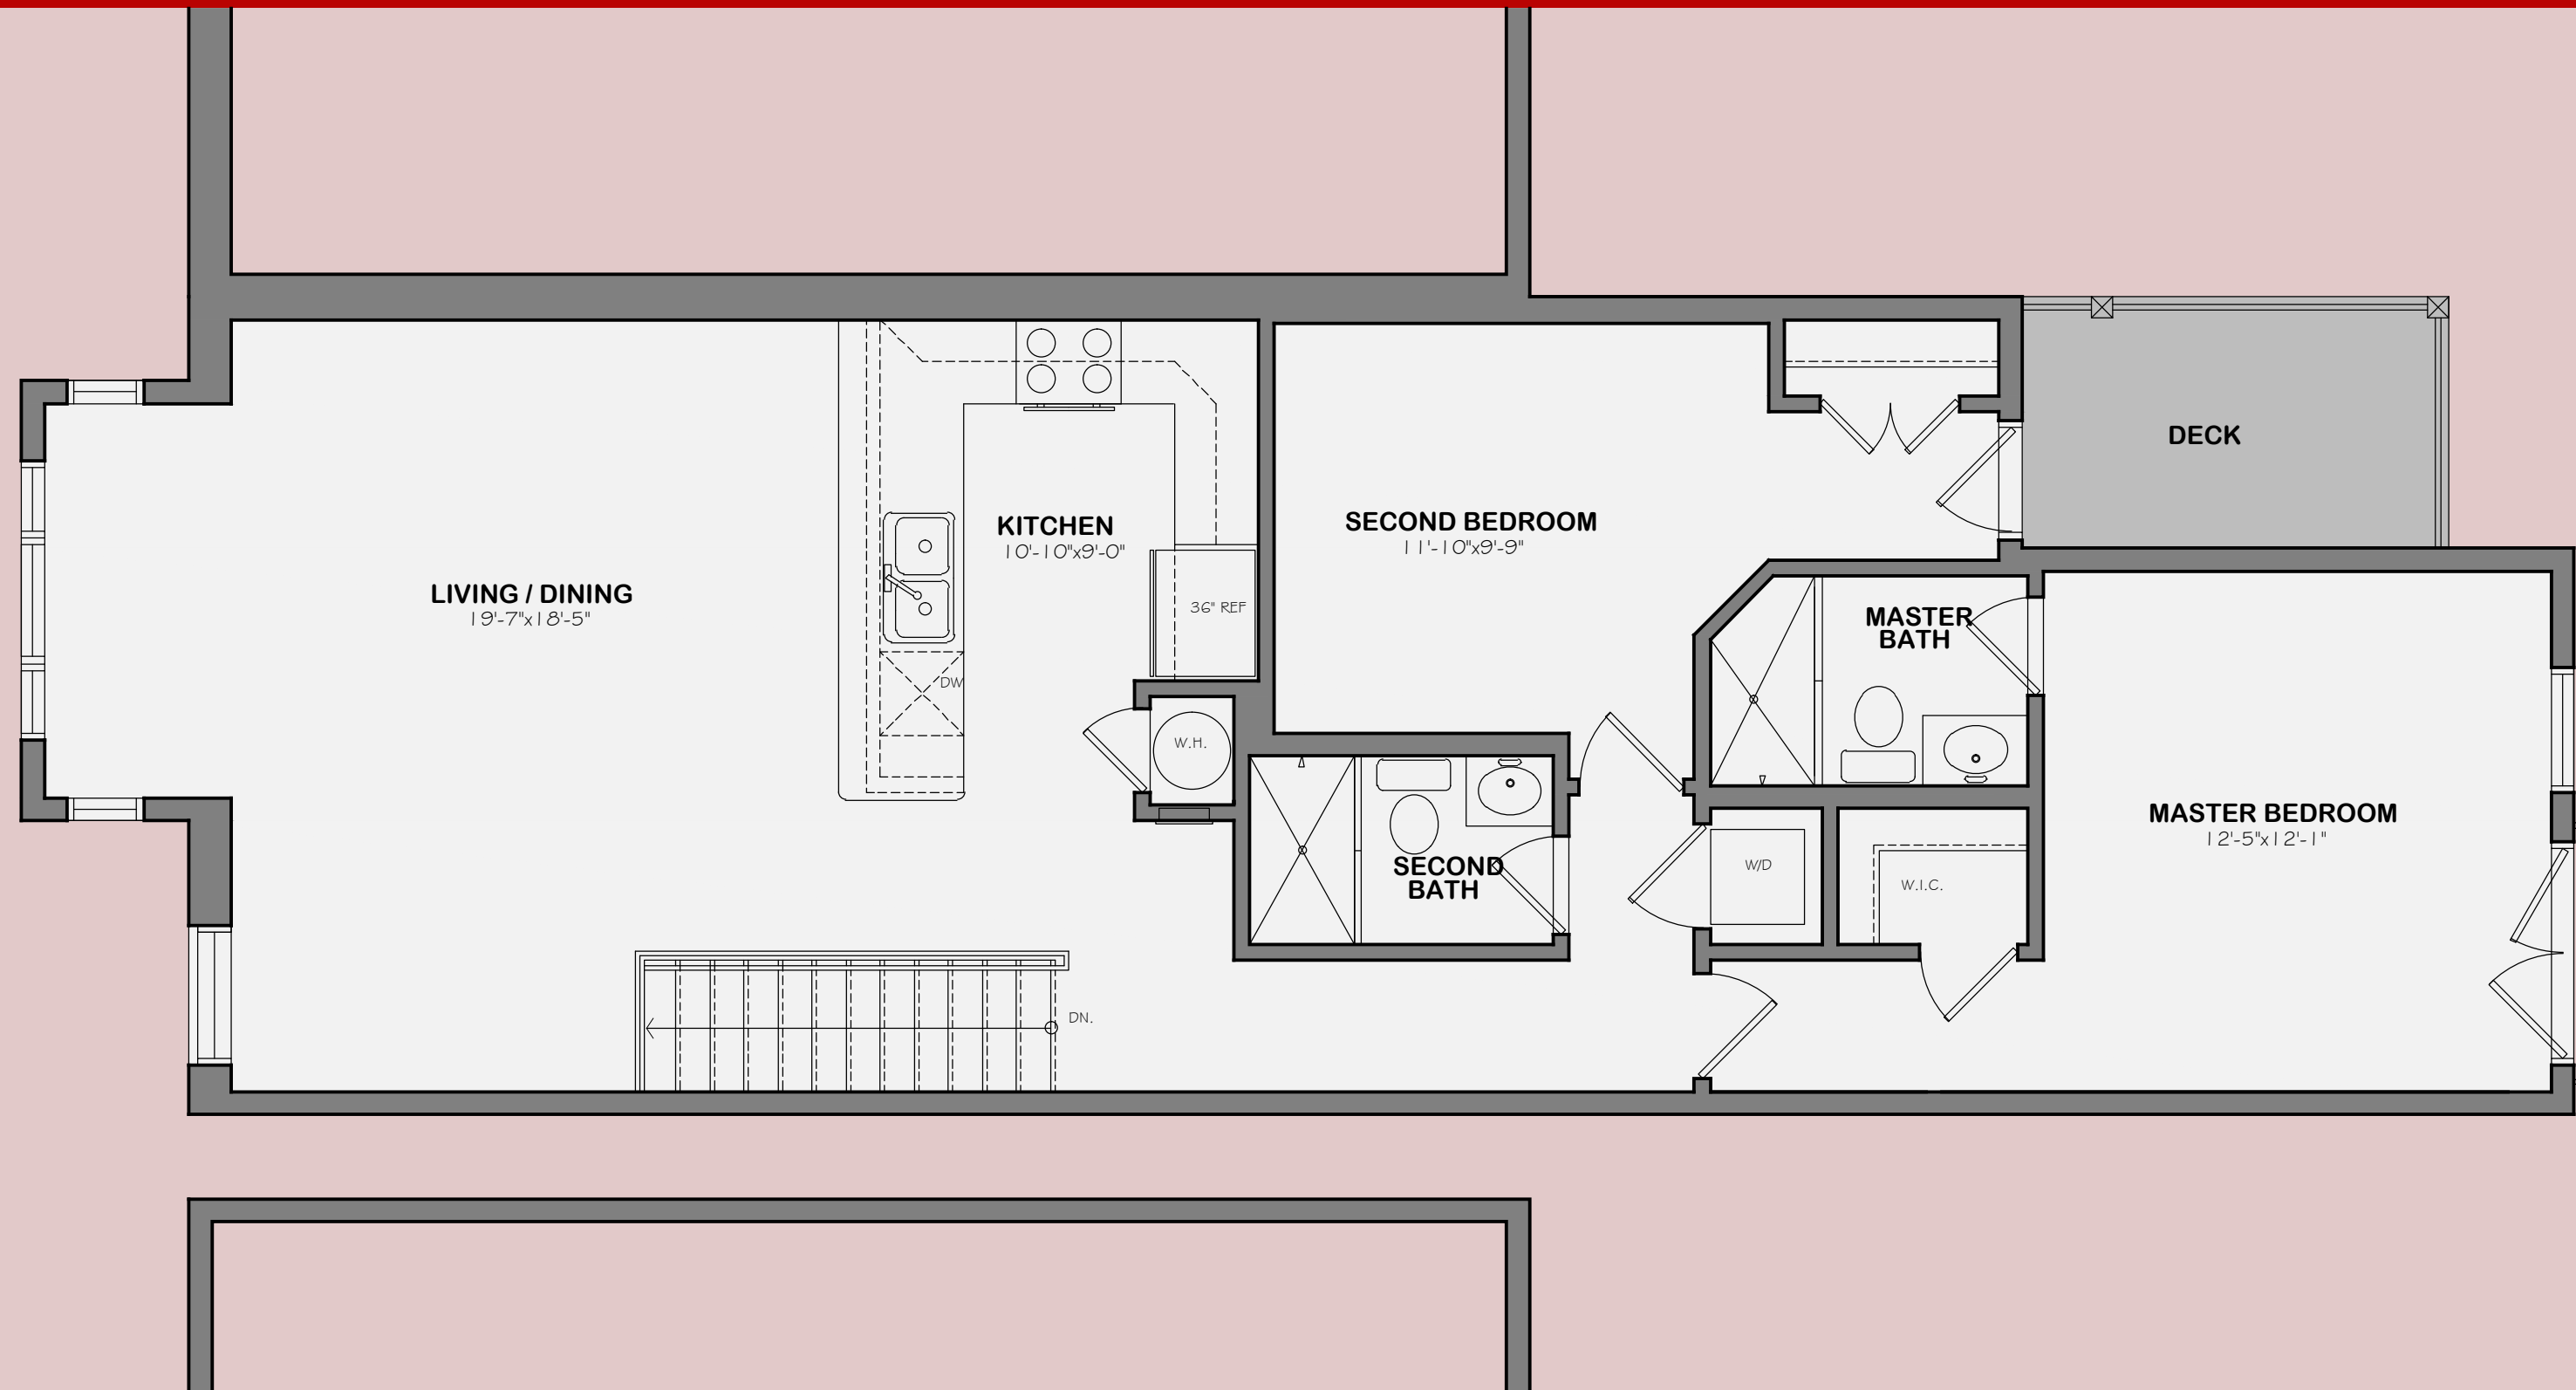 LIVING / DINING
19'-7"x18'-5"
KITCHEN
10'-10"x9'-0"
36" REF
DW
W.H.
DN.
SECOND BEDROOM
11'-10"x9'-9"
SECOND
BATH
DECK
MASTER
BATH
W/D
W.I.C.
MASTER BEDROOM
12'-5"x12'-1"